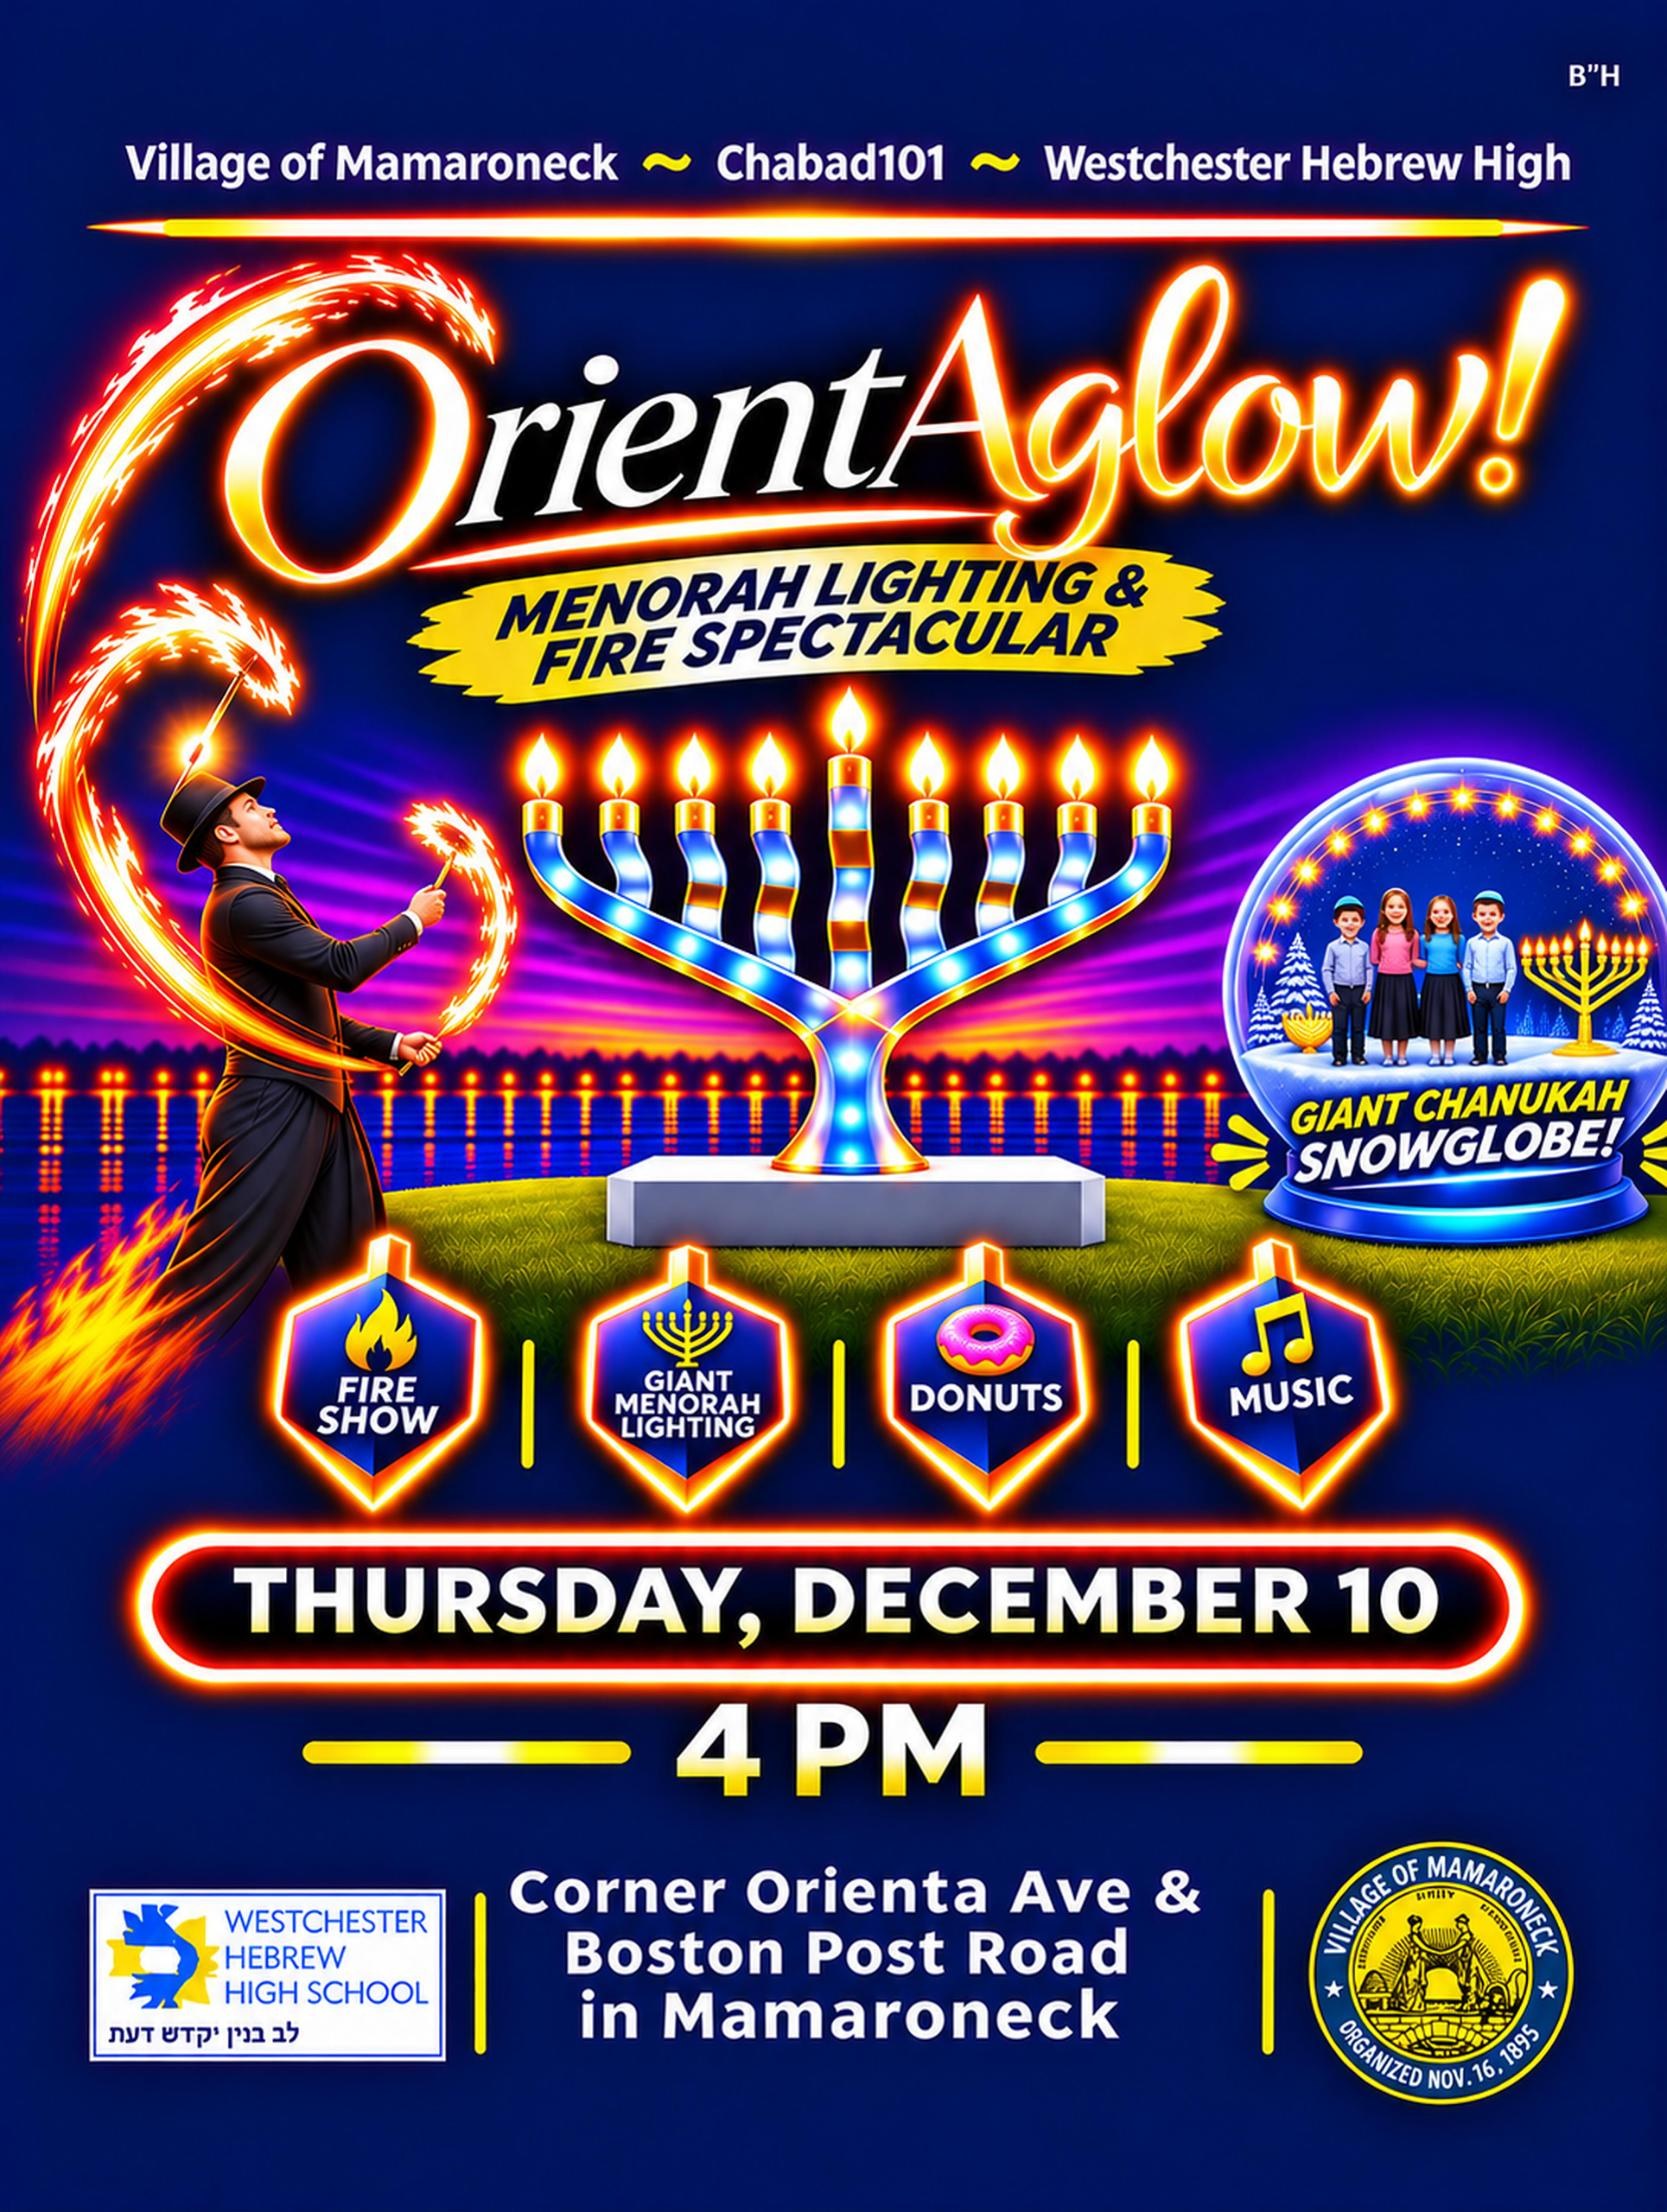 B"H
Village of Mamaroneck ~ Chabad101 ~ Westchester Hebrew High
OrientAglow!
MENORAH LIGHTING &
FIRE SPECTACULAR
GIANT CHANUKAH
SNOWGLOBE!
FIRE
SHOW
GIANT
MENORAH
LIGHTING
DONUTS
MUSIC
THURSDAY, DECEMBER 10
4 PM
WESTCHESTER
HEBREW
HIGH SCHOOL
לב בנין יקדש דעת
Corner Orienta Ave &
Boston Post Road
in Mamaroneck
VILLAGE OF MAMARONECK
ORGANIZED NOV. 16, 1895